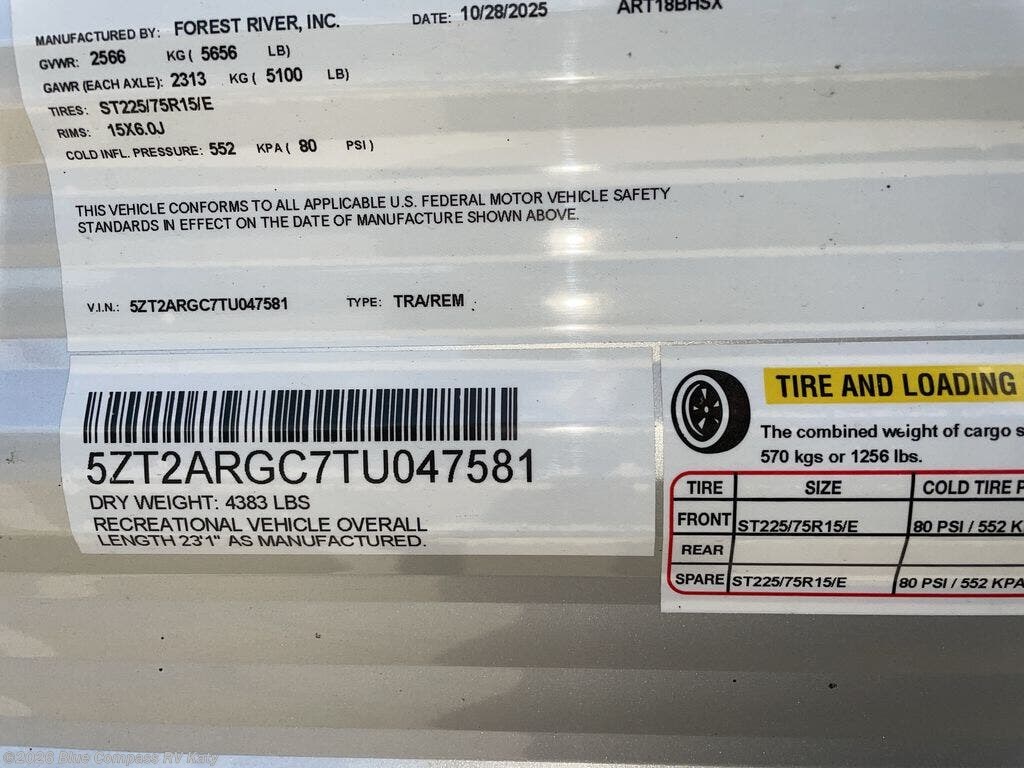 MANUFACTURED BY: FOREST RIVER, INC. DATE: 10/28/2025 ART18BHSX
GVWR: 2566 KG ( 5656 LB)
GAWR (EACH AXLE): 2313 KG ( 5100 LB)
TIRES: ST225/75R15/E
RIMS: 15X6.0J
COLD INFL. PRESSURE: 552 KPA ( 80 PSI )
THIS VEHICLE CONFORMS TO ALL APPLICABLE U.S. FEDERAL MOTOR VEHICLE SAFETY
STANDARDS IN EFFECT ON THE DATE OF MANUFACTURE SHOWN ABOVE.
V.I.N.: 5ZT2ARGC7TU047581 TYPE: TRA/REM
5ZT2ARGC7TU047581
DRY WEIGHT: 4383 LBS
RECREATIONAL VEHICLE OVERALL
LENGTH 23'1" AS MANUFACTURED.
TIRE AND LOADING
The combined weight of cargo s
570 kgs or 1256 lbs.
TIRE SIZE COLD TIRE P
FRONT ST225/75R15/E 80 PSI / 552 K
REAR
SPARE ST225/75R15/E 80 PSI / 552 KPA
©2026 Blue Compass RV Katy